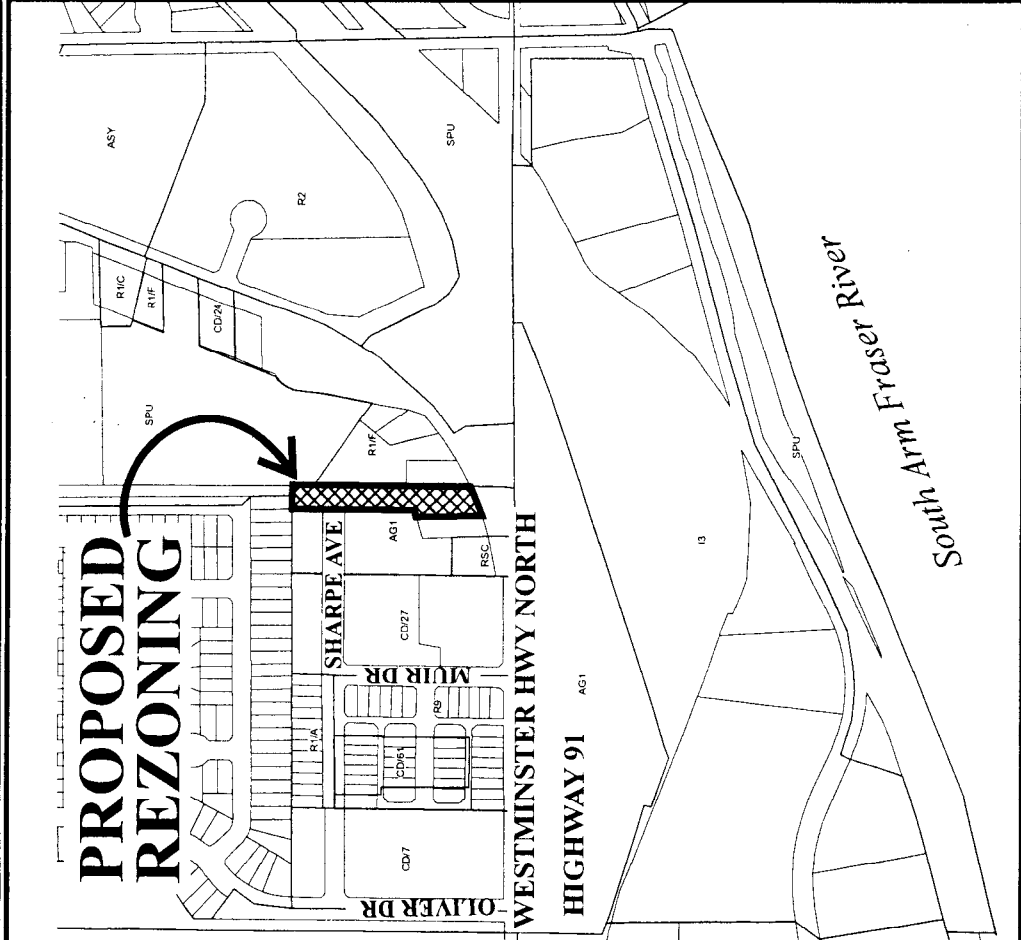 PROPOSED
REZONING
ASY
SPU
R2
R1/C
R1/F
CD/24
SPU
R1/F
SHARPE AVE
AG1
RSC
CD/27
MUIR DR
R9
R1/A
CD/61
CD/7
OLIVER DR
WESTMINSTER HWY NORTH
HIGHWAY 91
AG1
I3
SPU
South Arm Fraser River